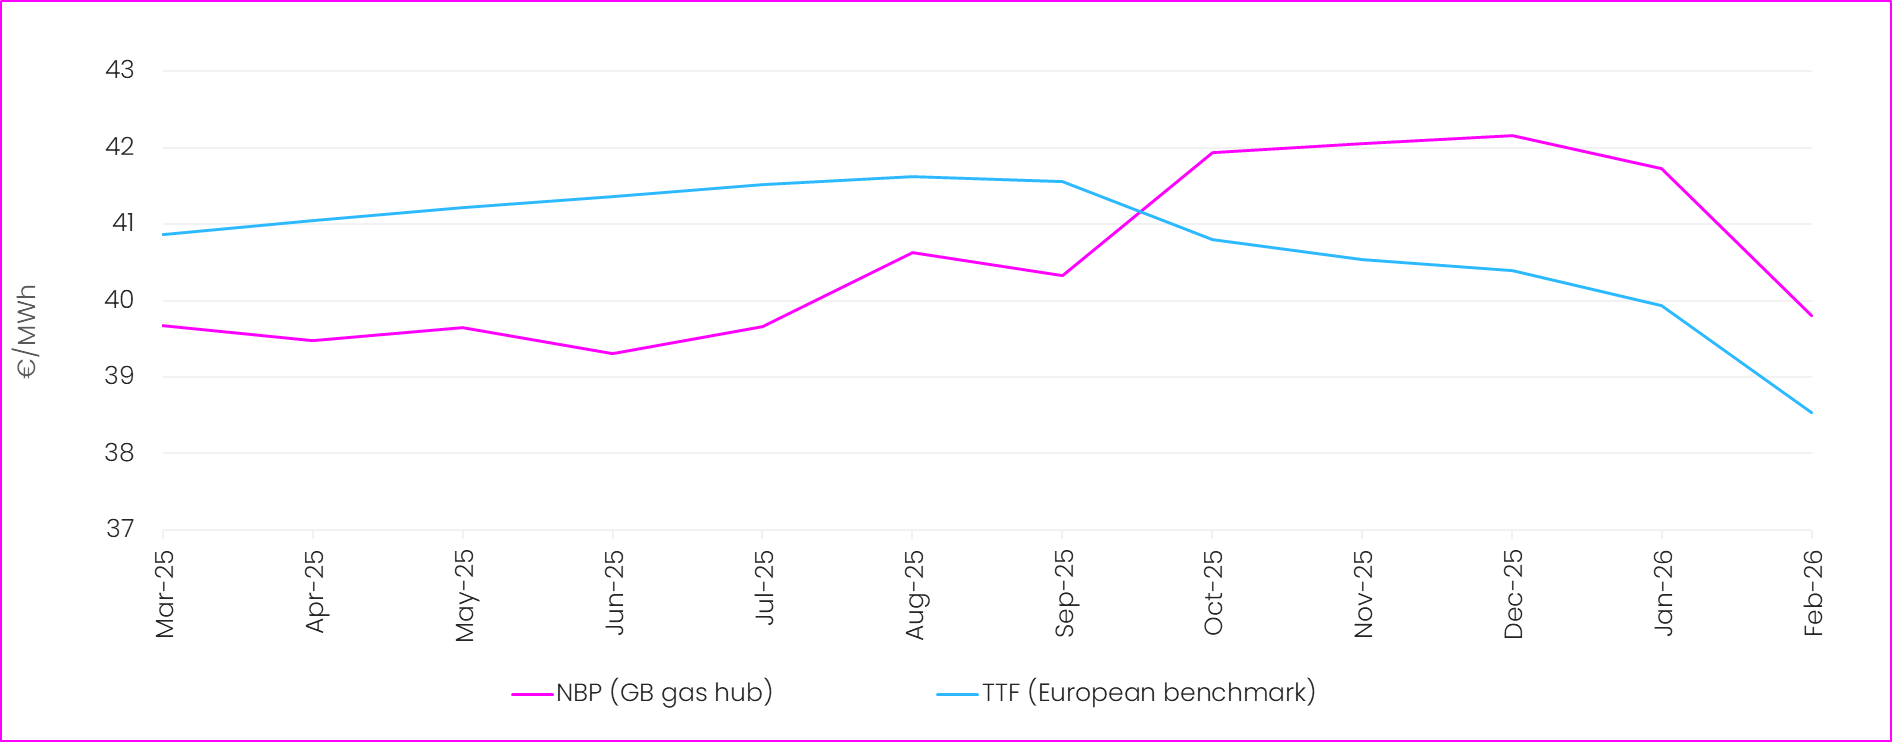 43
42
41
40
39
38
37
€/MWh
Mar-25
Apr-25
May-25
Jun-25
Jul-25
Aug-25
Sep-25
Oct-25
Nov-25
Dec-25
Jan-26
Feb-26
NBP (GB gas hub)
TTF (European benchmark)